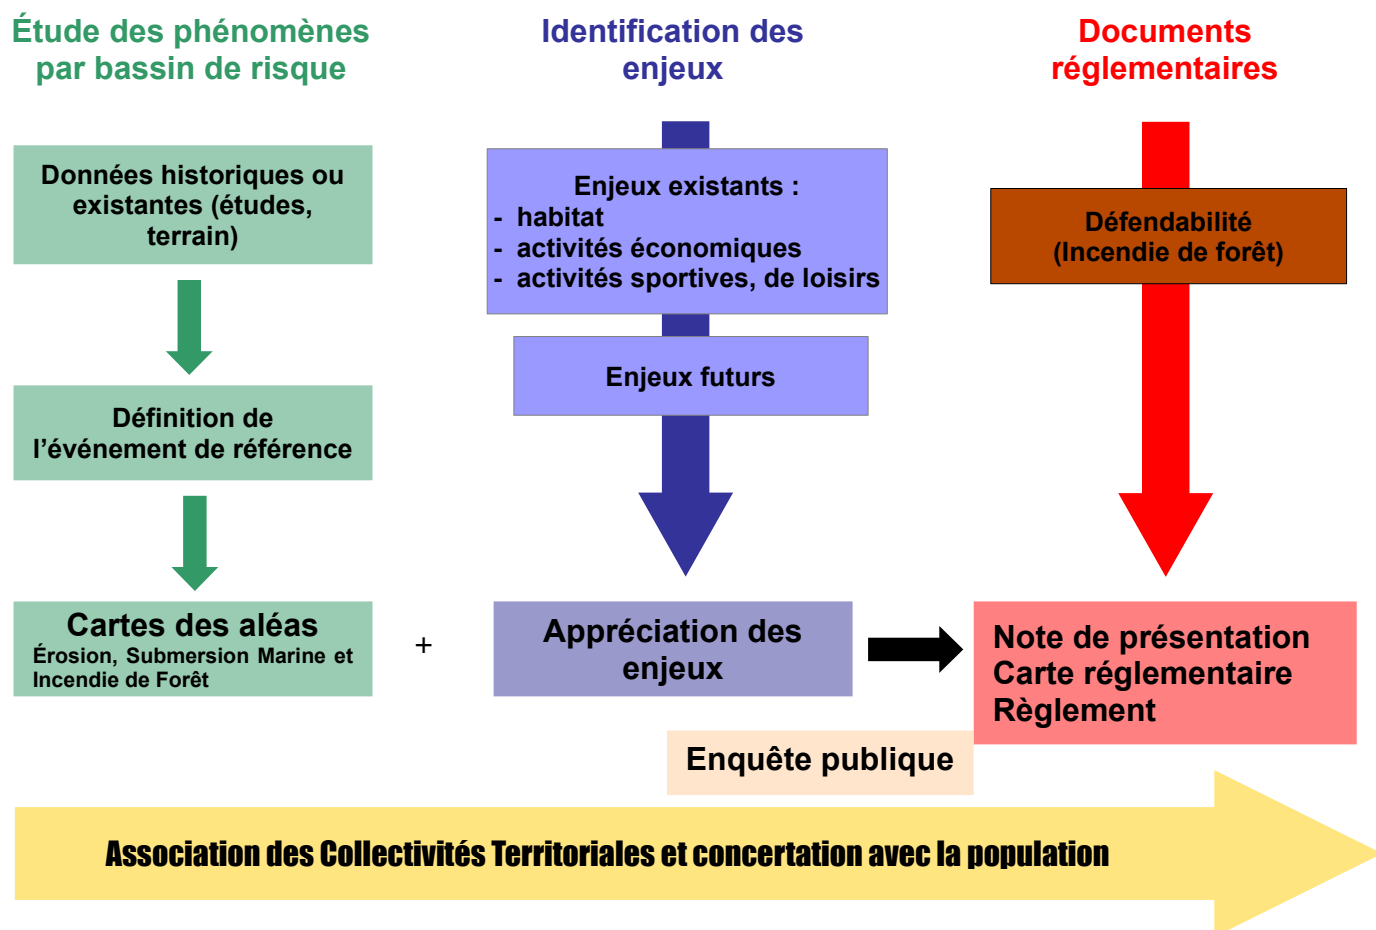 Étude des phénomènes
par bassin de risque
Données historiques ou
existantes (études,
terrain)
Définition de
l'événement de référence
Cartes des aléas
Érosion, Submersion Marine et
Incendie de Forêt
+
Identification des
enjeux
Enjeux existants :
- habitat
- activités économiques
- activités sportives, de loisirs
Enjeux futurs
Appréciation des
enjeux
Documents
réglementaires
Défendabilité
(Incendie de forêt)
Note de présentation
Carte réglementaire
Règlement
Enquête publique
Association des Collectivités Territoriales et concertation avec la population